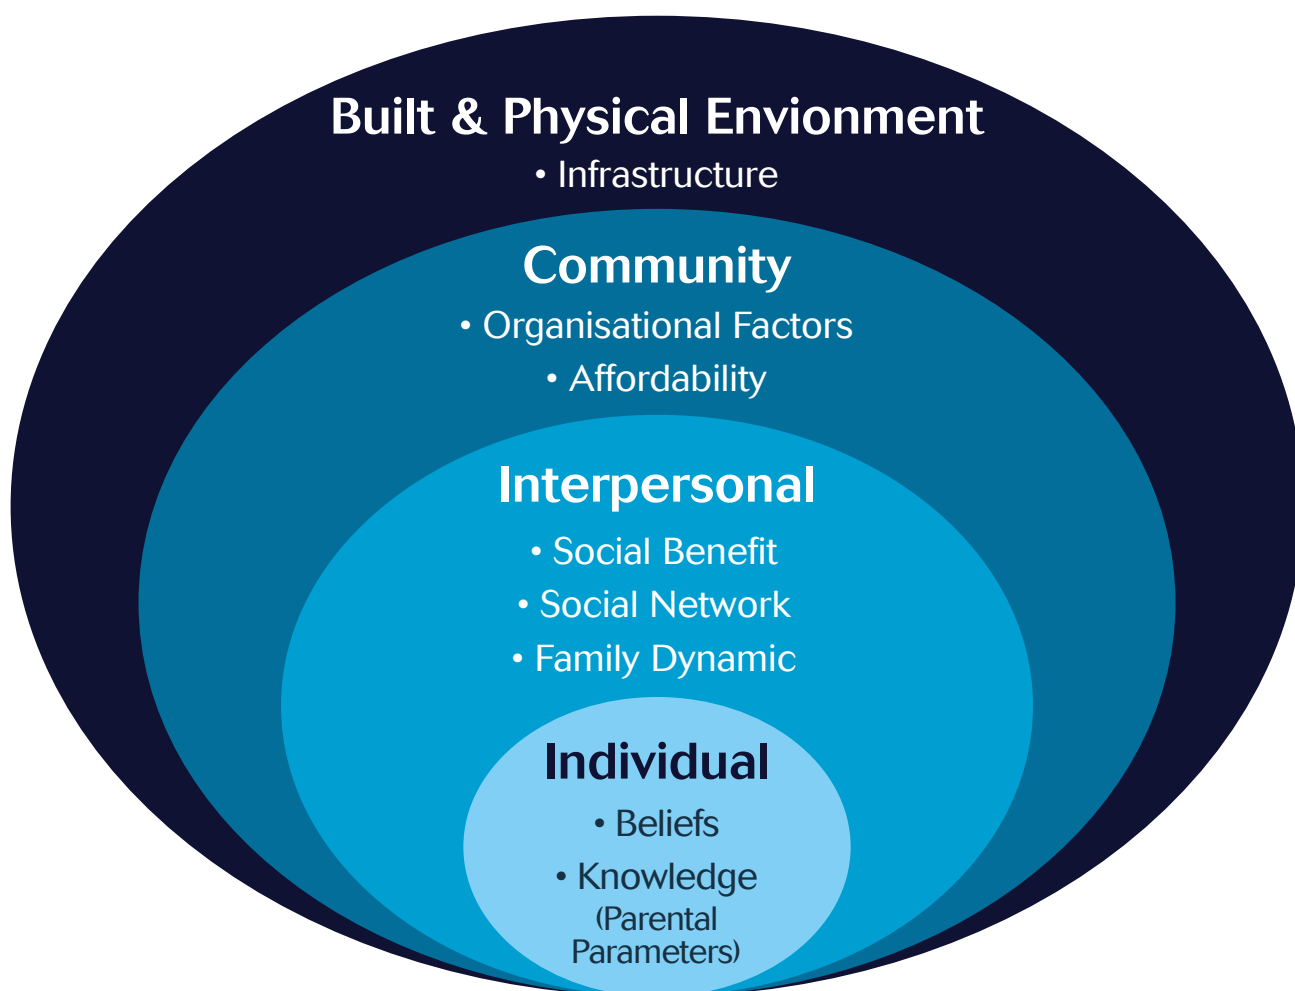 Built & Physical Envionment
• Infrastructure
Community
• Organisational Factors
• Affordability
Interpersonal
• Social Benefit
• Social Network
• Family Dynamic
Individual
• Beliefs
• Knowledge
(Parental
Parameters)